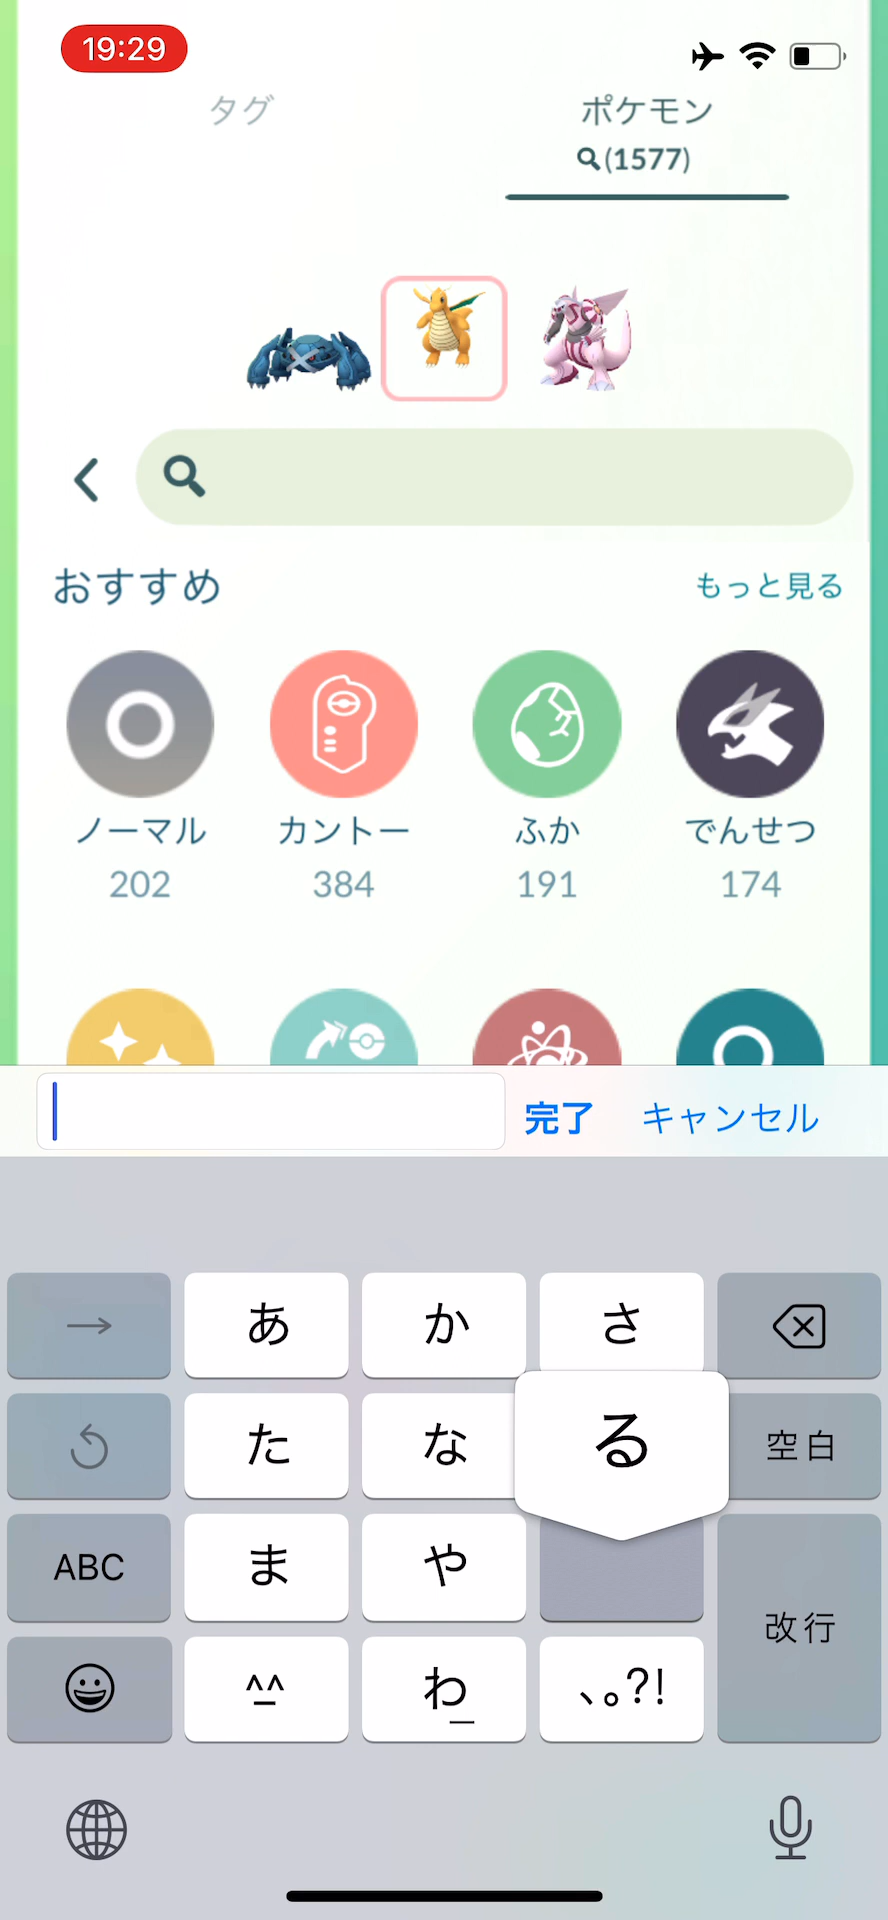 19:29
タグ
ポケモン
(1577)
おすすめ
もっと見る
ノーマル
カントー
ふか
でんせつ
202
384
191
174
完了
キャンセル
→
あ
か
さ
た
な
る
空白
ABC
ま
や
改行
^_^
わ_
、。?!